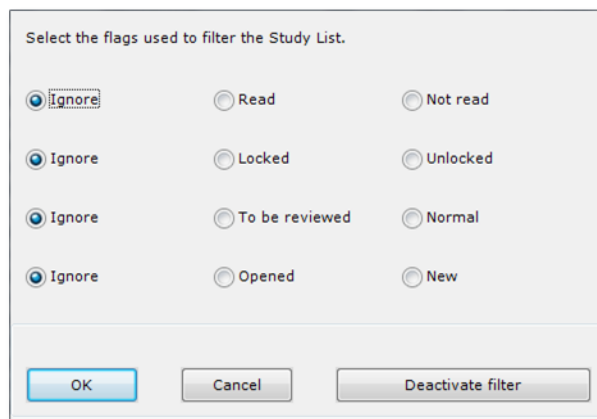 Select the flags used to filter the Study List.
Ignore Read Not read
Ignore Locked Unlocked
Ignore To be reviewed Normal
Ignore Opened New
OK Cancel Deactivate filter